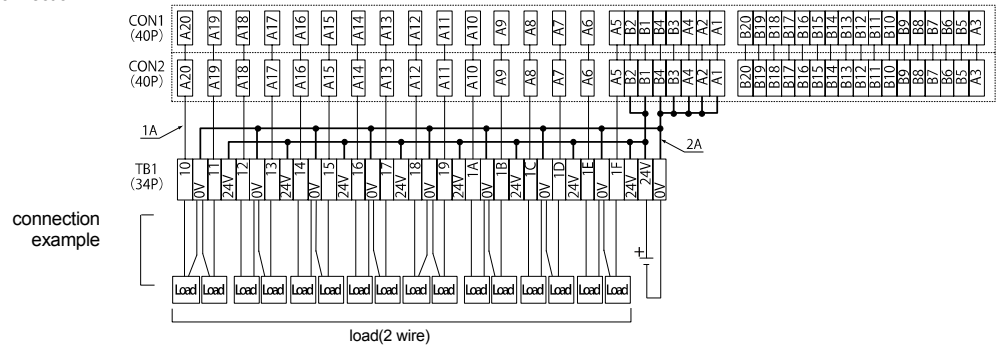 CON1
(40P)
A20 A19 A18 A17 A16 A15 A14 A13 A12 A11 A10 A9 A8 A7 A6 A5 B2 B1 B4 B3 A4 A2 A1 B20 B19 B18 B17 B16 B15 B14 B13 B12 B11 B10 B9 B8 B7 B6 B5 A3
CON2
(40P)
A20 A19 A18 A17 A16 A15 A14 A13 A12 A11 A10 A9 A8 A7 A6 A5 B2 B1 B4 B3 A4 A2 A1 B20 B19 B18 B17 B16 B15 B14 B13 B12 B11 B10 B9 B8 B7 B6 B5 A3
1A
2A
TB1
(34P)
10 0V 11 24V 12 0V 13 24V 14 0V 15 24V 16 0V 17 24V 18 0V 19 24V 1A 0V 1B 24V 1C 0V 1D 24V 1E 0V 1F 24V 24V 0V
connection
example
+
Load Load Load Load Load Load Load Load Load Load Load Load Load Load Load Load
load(2 wire)